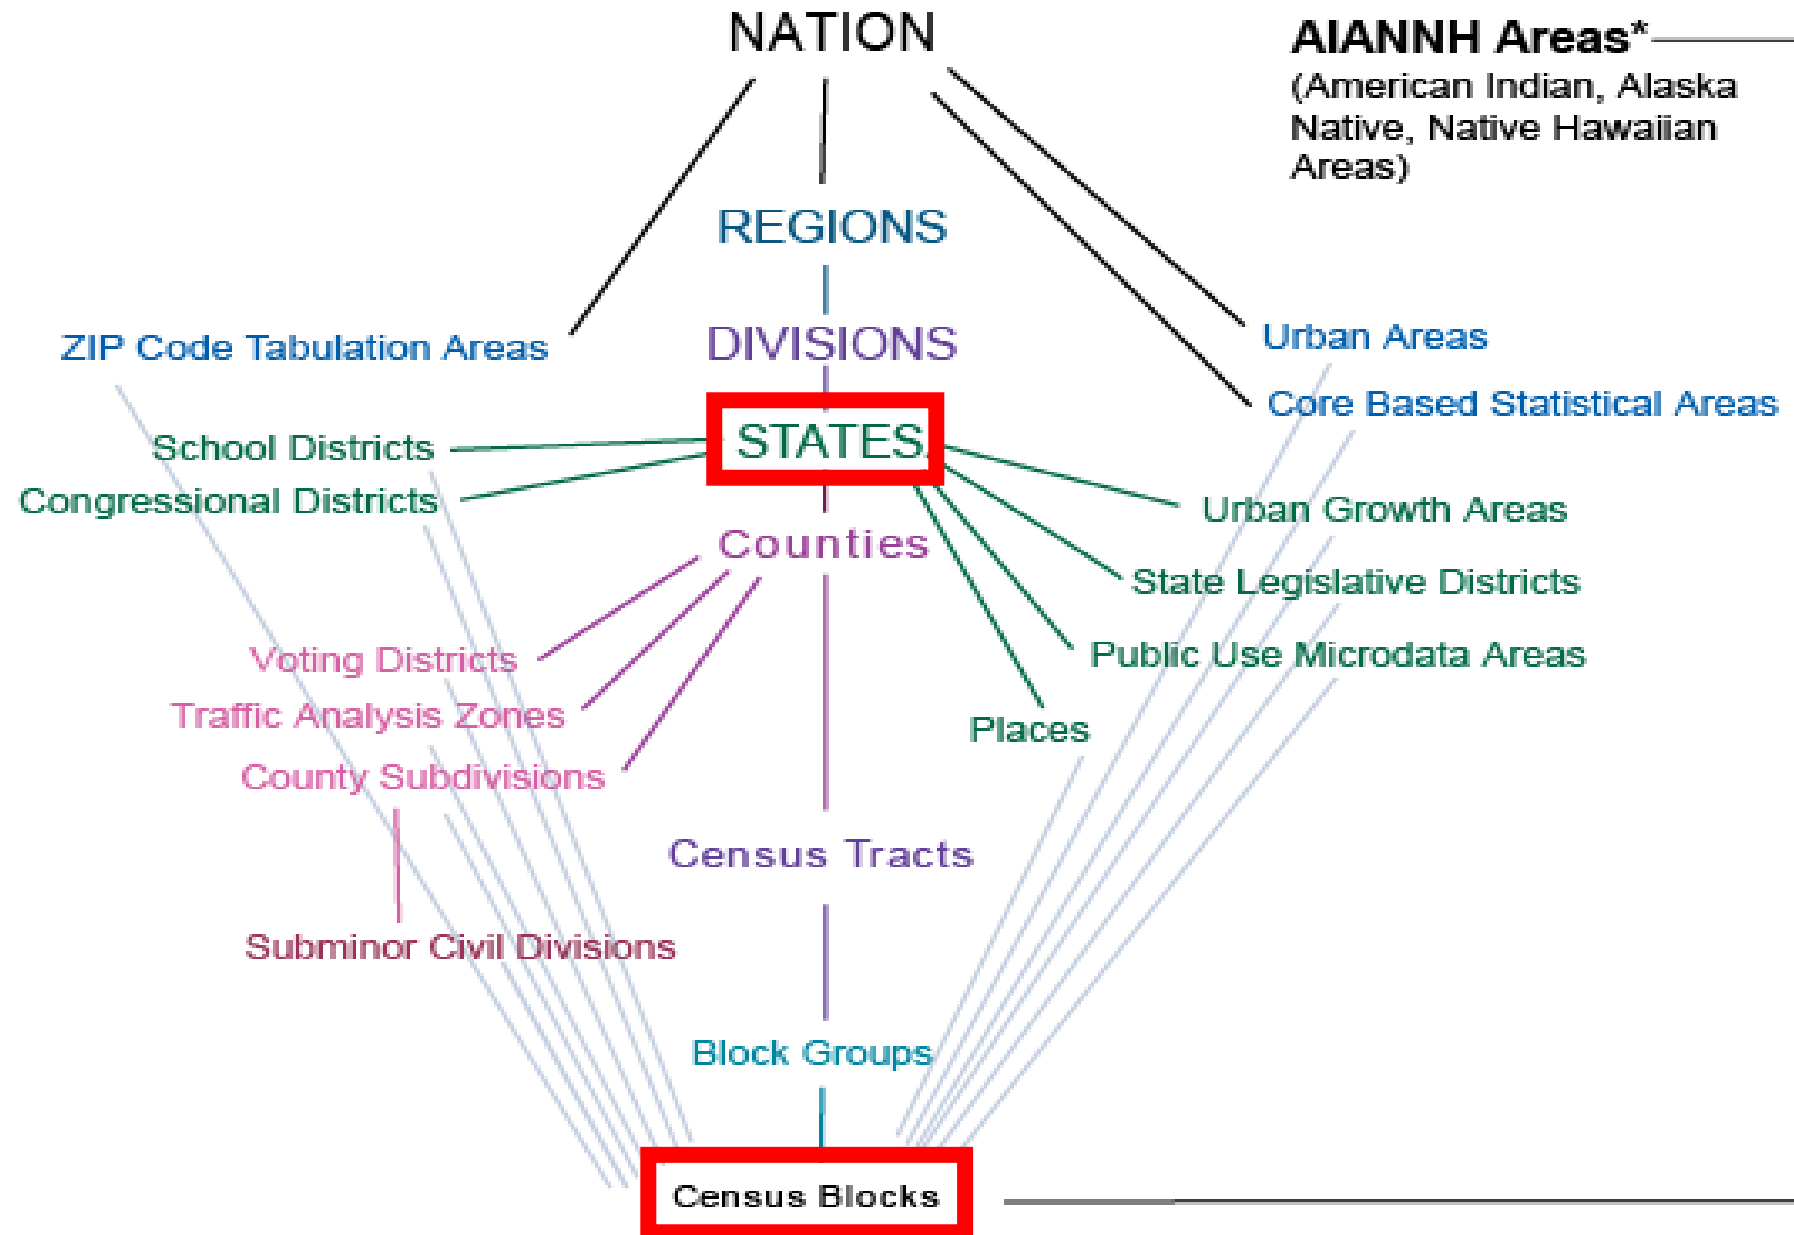 NATION
AIANNH Areas*
(American Indian, Alaska
Native, Native Hawaiian
Areas)
REGIONS
ZIP Code Tabulation Areas
DIVISIONS
Urban Areas
Core Based Statistical Areas
School Districts
STATES
Congressional Districts
Urban Growth Areas
Counties
State Legislative Districts
Voting Districts
Public Use Microdata Areas
Traffic Analysis Zones
Places
County Subdivisions
Census Tracts
Subminor Civil Divisions
Block Groups
Census Blocks